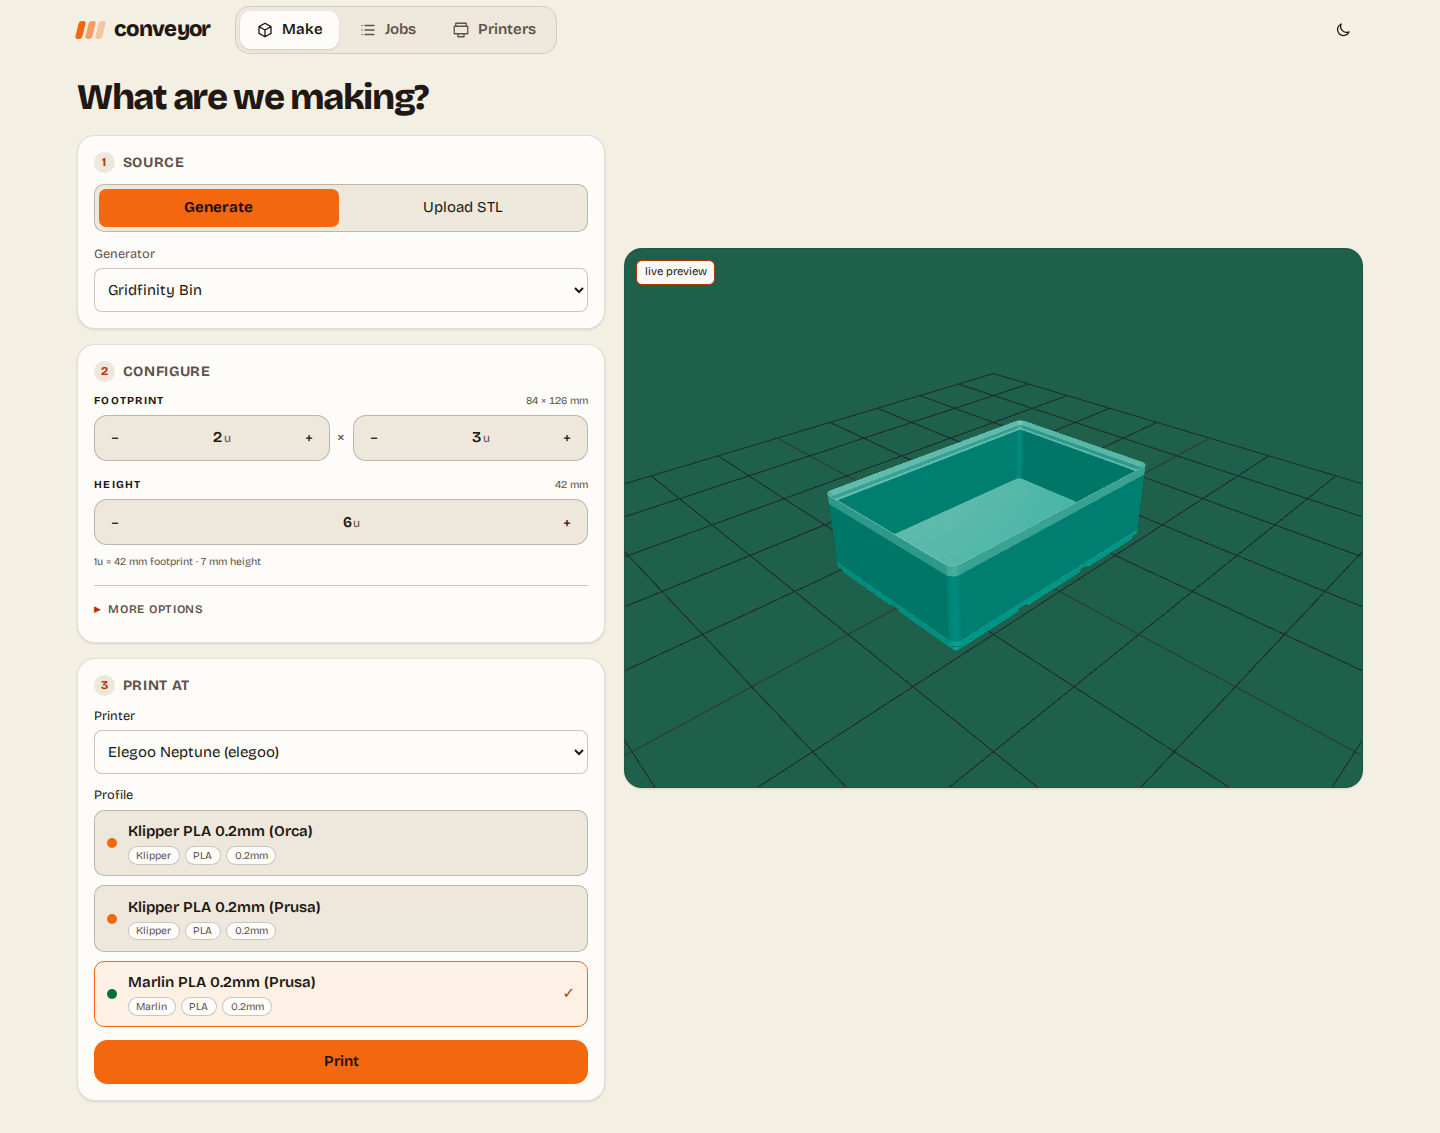 conveyor
Make
Jobs
Printers
What are we making?
1 SOURCE
Generate
Upload STL
Generator
Gridfinity Bin
live preview
2 CONFIGURE
FOOTPRINT
84 × 126 mm
− 2 u + × − 3 u +
HEIGHT
42 mm
− 6 u +
1u = 42 mm footprint · 7 mm height
▸ MORE OPTIONS
3 PRINT AT
Printer
Elegoo Neptune (elegoo)
Profile
Klipper PLA 0.2mm (Orca)
Klipper PLA 0.2mm
Klipper PLA 0.2mm (Prusa)
Klipper PLA 0.2mm
Marlin PLA 0.2mm (Prusa)
Marlin PLA 0.2mm
✓
Print